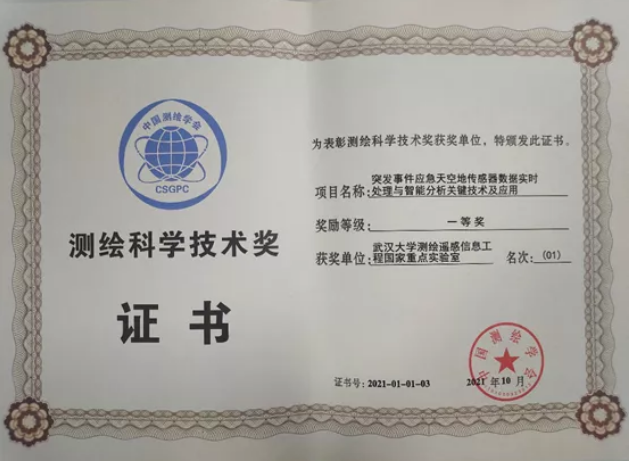 中国测绘学会
CSGPC
测绘科学技术奖
证书
为表彰测绘科学技术奖获奖单位，特颁发此证书。
项目名称：突发事件应急天空地传感器数据实时
处理与智能分析关键技术及应用
奖励等级：一等奖
获奖单位：武汉大学测绘遥感信息工
程国家重点实验室
名次：(01)
中国测绘学会
证书号：2021-01-01-03
2021 年 10 月